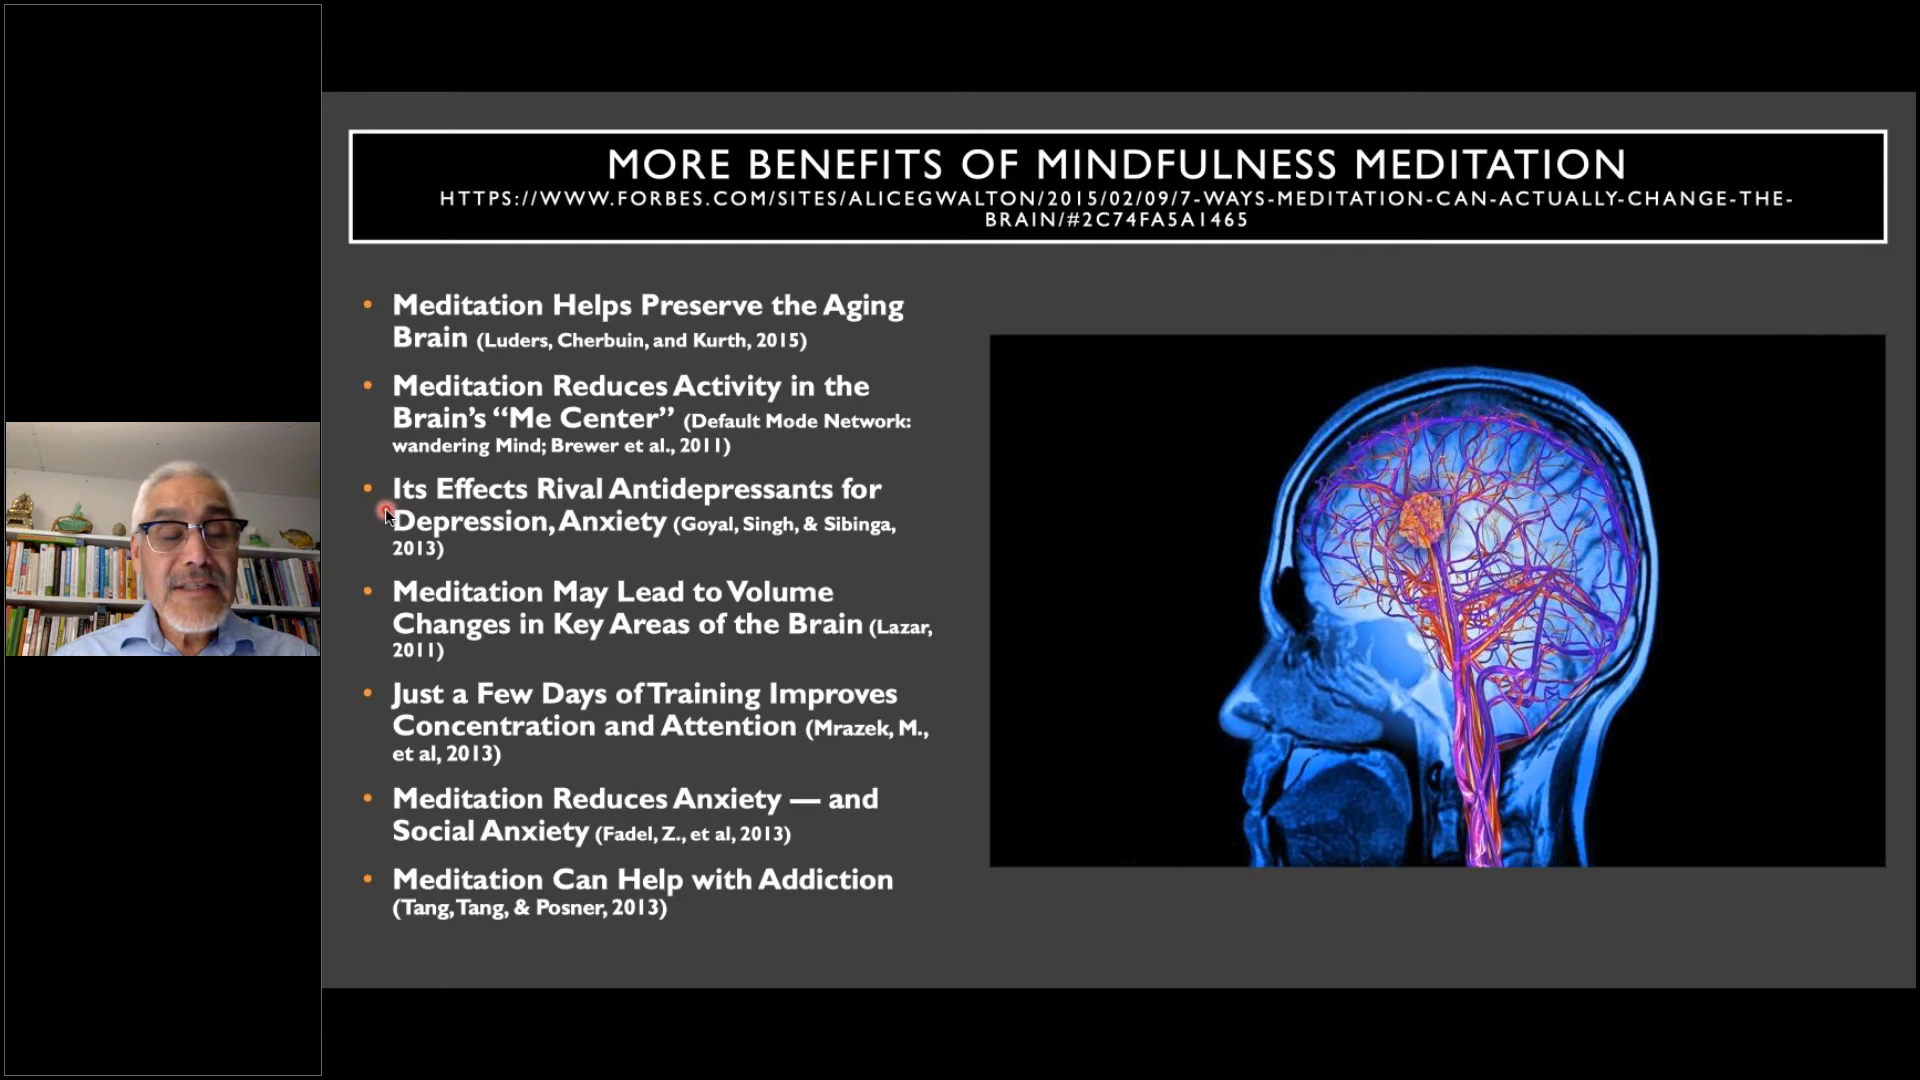 MORE BENEFITS OF MINDFULNESS MEDITATION
HTTPS://WWW.FORBES.COM/SITES/ALICEGWALTON/2015/02/09/7-WAYS-MEDITATION-CAN-ACTUALLY-CHANGE-THE-
BRAIN/#2C74FA5A1465
• Meditation Helps Preserve the Aging
Brain (Luders, Cherbuin, and Kurth, 2015)
• Meditation Reduces Activity in the
Brain’s “Me Center” (Default Mode Network:
wandering Mind; Brewer et al., 2011)
• Its Effects Rival Antidepressants for
Depression, Anxiety (Goyal, Singh, & Sibinga,
2013)
• Meditation May Lead to Volume
Changes in Key Areas of the Brain (Lazar,
2011)
• Just a Few Days of Training Improves
Concentration and Attention (Mrazek, M.,
et al, 2013)
• Meditation Reduces Anxiety — and
Social Anxiety (Fadel, Z., et al, 2013)
• Meditation Can Help with Addiction
(Tang, Tang, & Posner, 2013)